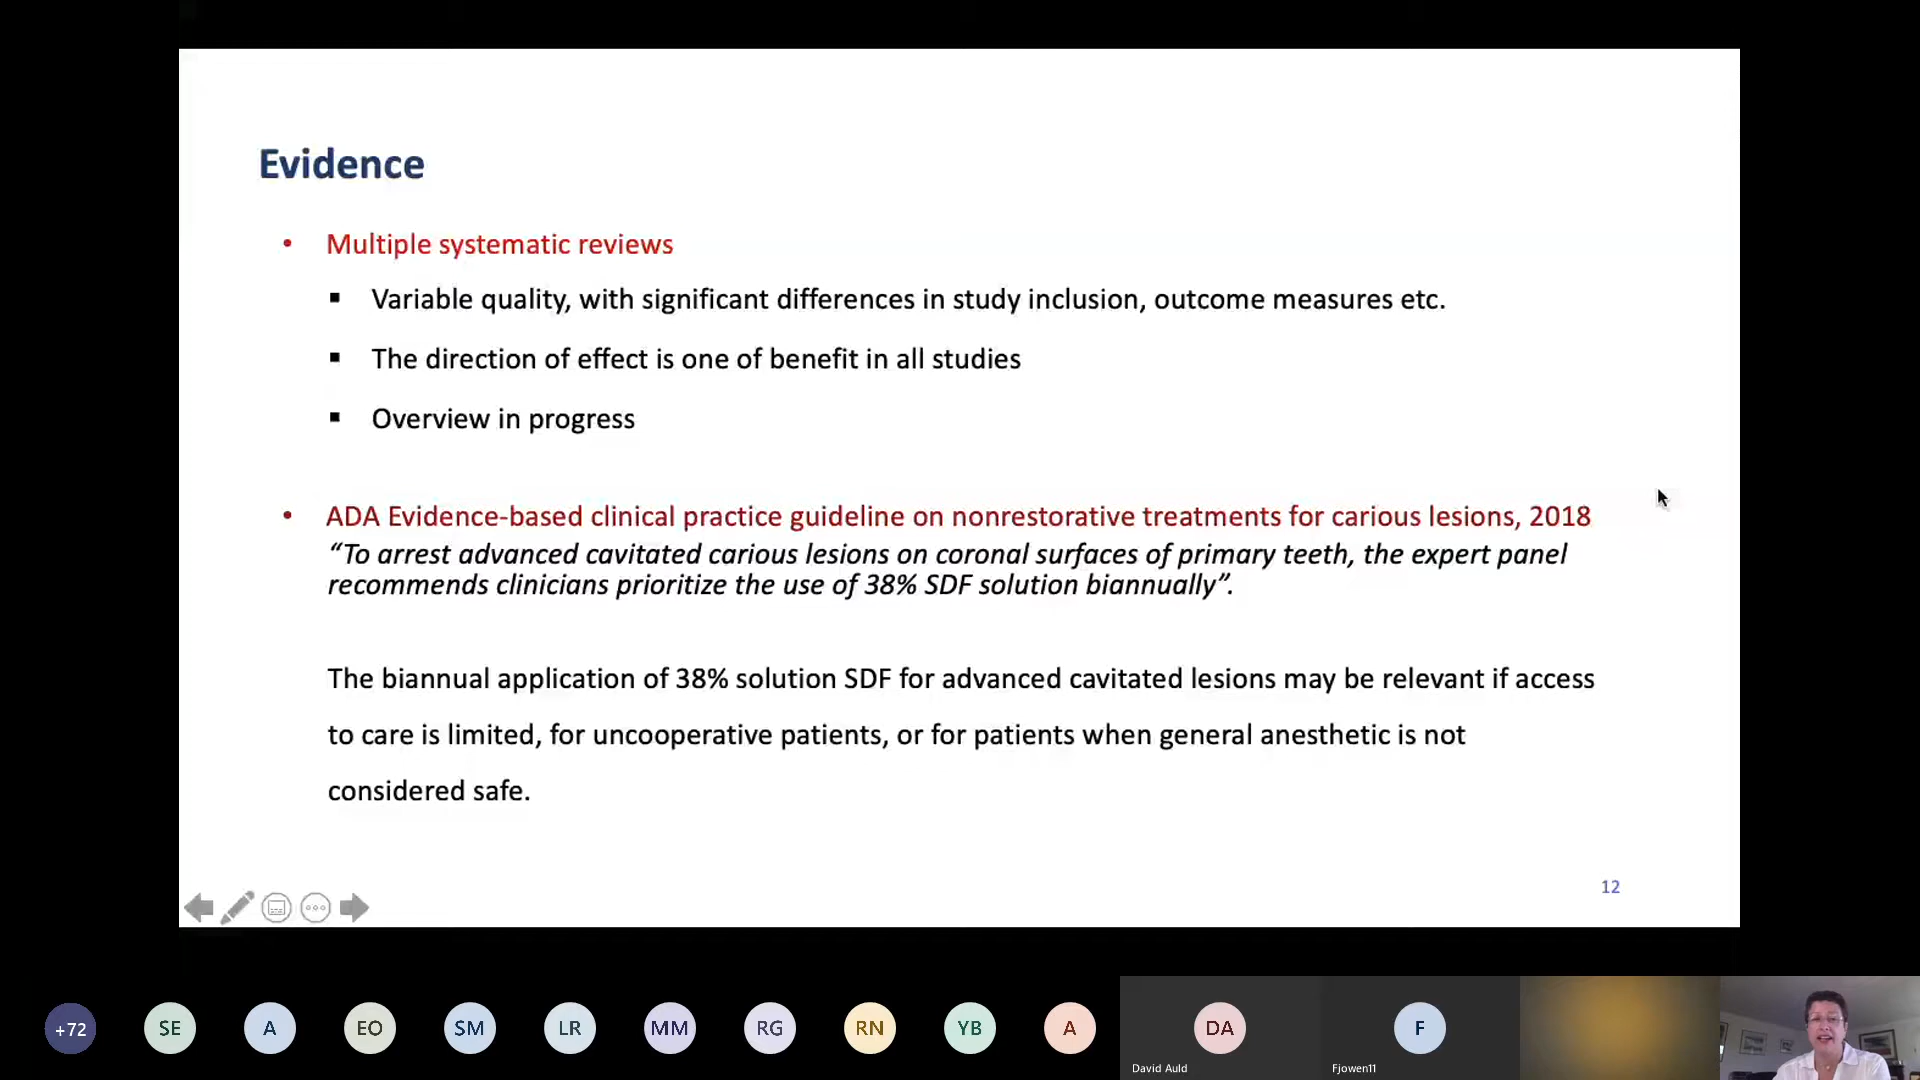 Evidence
• Multiple systematic reviews
▪ Variable quality, with significant differences in study inclusion, outcome measures etc.
▪ The direction of effect is one of benefit in all studies
▪ Overview in progress
• ADA Evidence-based clinical practice guideline on nonrestorative treatments for carious lesions, 2018
“To arrest advanced cavitated carious lesions on coronal surfaces of primary teeth, the expert panel
recommends clinicians prioritize the use of 38% SDF solution biannually”.
The biannual application of 38% solution SDF for advanced cavitated lesions may be relevant if access
to care is limited, for uncooperative patients, or for patients when general anesthetic is not
considered safe.
12
+72 SE A EO SM LR MM RG RN YB A DA F
David Auld Fjowen11